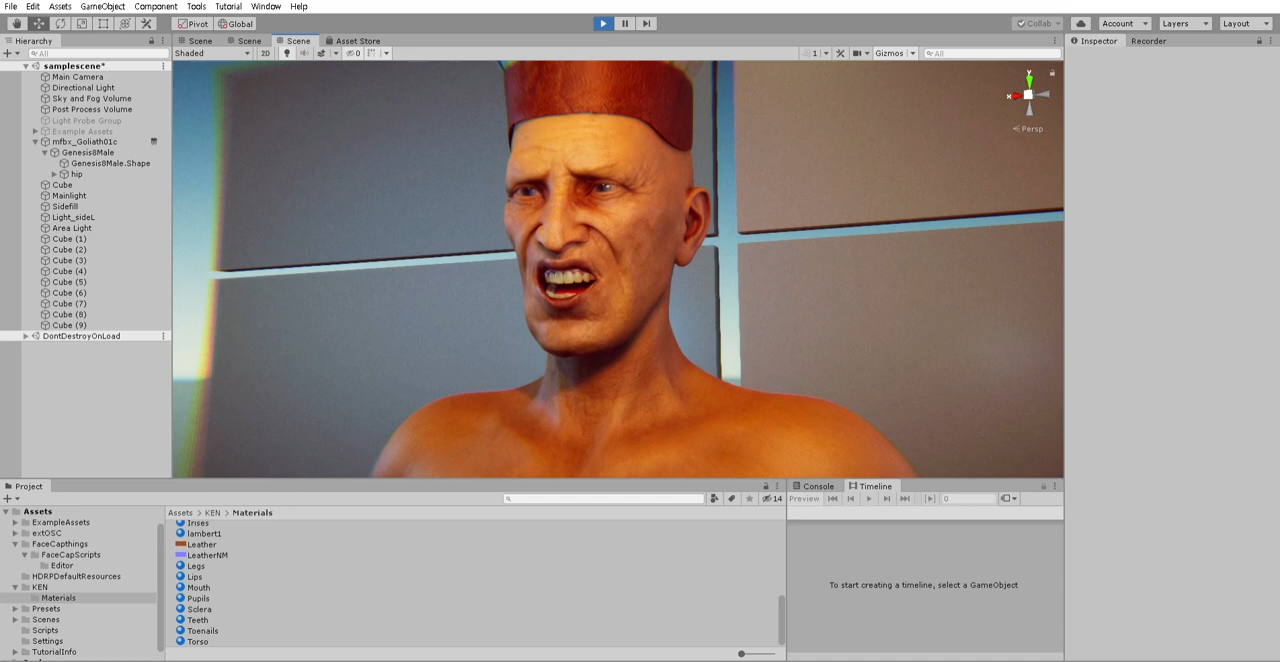 File Edit Assets GameObject Component Tools Tutorial Window Help
Pivot Global Collab Account Layers Layout
Hierarchy Scene Scene Scene Asset Store Inspector Recorder
All Shaded 2D 0 1 Gizmos All
samplescene*
Main Camera
Directional Light
Sky and Fog Volume
Post Process Volume
Light Probe Group
Example Assets
mfbx_Goliath01c
Genesis8Male
Genesis8Male.Shape
hip
Cube
Mainlight
Sidefill
Light_sideL
Area Light
Cube (1)
Cube (2)
Cube (3)
Cube (4)
Cube (5)
Cube (6)
Cube (7)
Cube (8)
Cube (9)
DontDestroyOnLoad
y
x
Persp
Project
14
Assets
ExampleAssets
extOSC
FaceCapthings
FaceCapScripts
Editor
HDRPDefaultResources
KEN
Materials
Presets
Scenes
Scripts
Settings
TutorialInfo
Assets > KEN > Materials
Irises
lambert1
Leather
LeatherNM
Legs
Lips
Mouth
Pupils
Sclera
Teeth
Toenails
Torso
Console Timeline
Preview 0
To start creating a timeline, select a GameObject